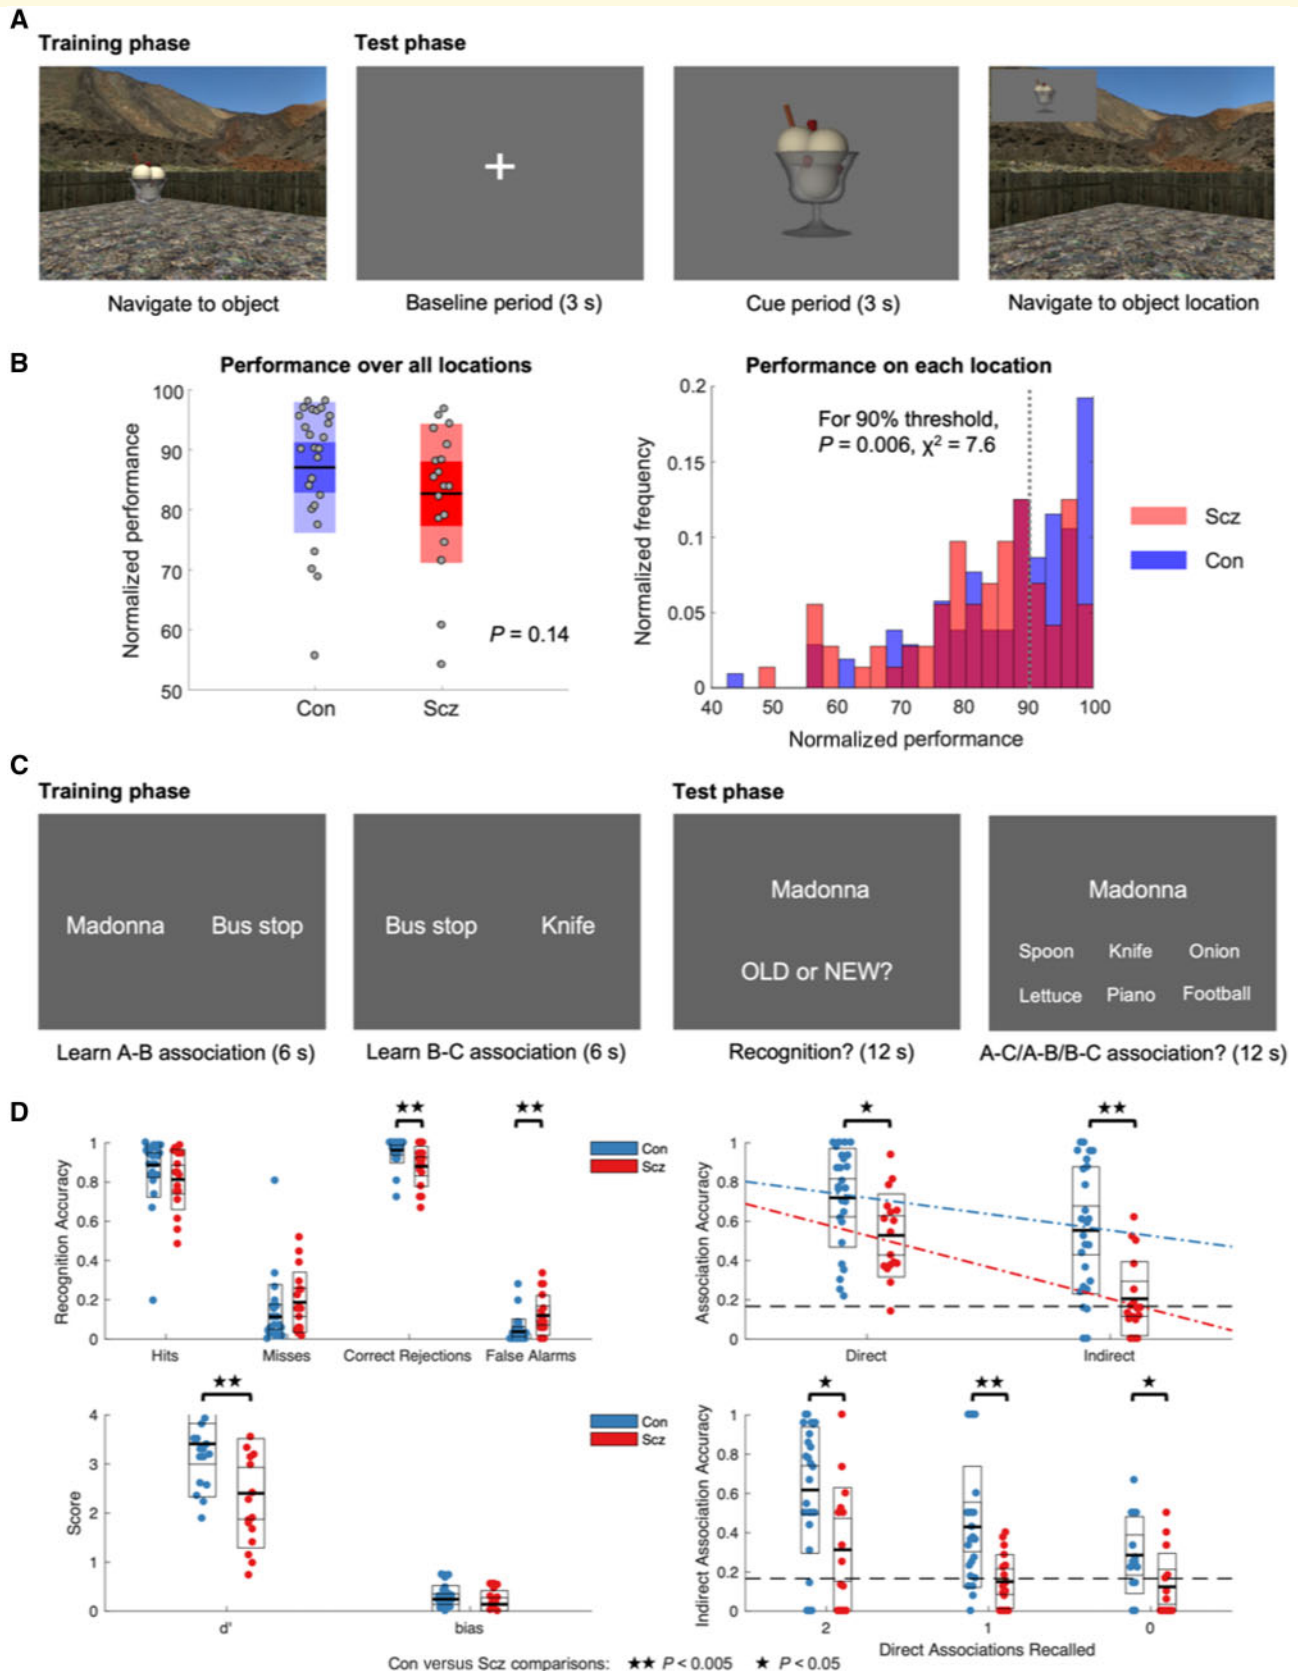 A
Training phase
Test phase
Navigate to object
Baseline period (3 s)
Cue period (3 s)
Navigate to object location
B
Performance over all locations
Normalized performance
100
90
80
70
60
50
P = 0.14
Con
Scz
Performance on each location
Normalized frequency
0.2
0.15
0.1
0.05
0
For 90% threshold,
P = 0.006, χ² = 7.6
40
50
60
70
80
90
100
Normalized performance
Scz
Con
C
Training phase
Test phase
Madonna
Bus stop
Bus stop
Knife
Madonna
OLD or NEW?
Madonna
Spoon Knife Onion
Lettuce Piano Football
Learn A-B association (6 s)
Learn B-C association (6 s)
Recognition? (12 s)
A-C/A-B/B-C association? (12 s)
D
★★
★★
Recognition Accuracy
1
0.8
0.6
0.4
0.2
0
Hits
Misses
Correct Rejections
False Alarms
Con
Scz
★
★★
Association Accuracy
1
0.8
0.6
0.4
0.2
0
Direct
Indirect
★★
Score
4
3
2
1
0
d'
bias
Con
Scz
★
★★
★
Indirect Association Accuracy
1
0.8
0.6
0.4
0.2
0
2
1
0
Direct Associations Recalled
Con versus Scz comparisons: ★★ P < 0.005 ★ P < 0.05